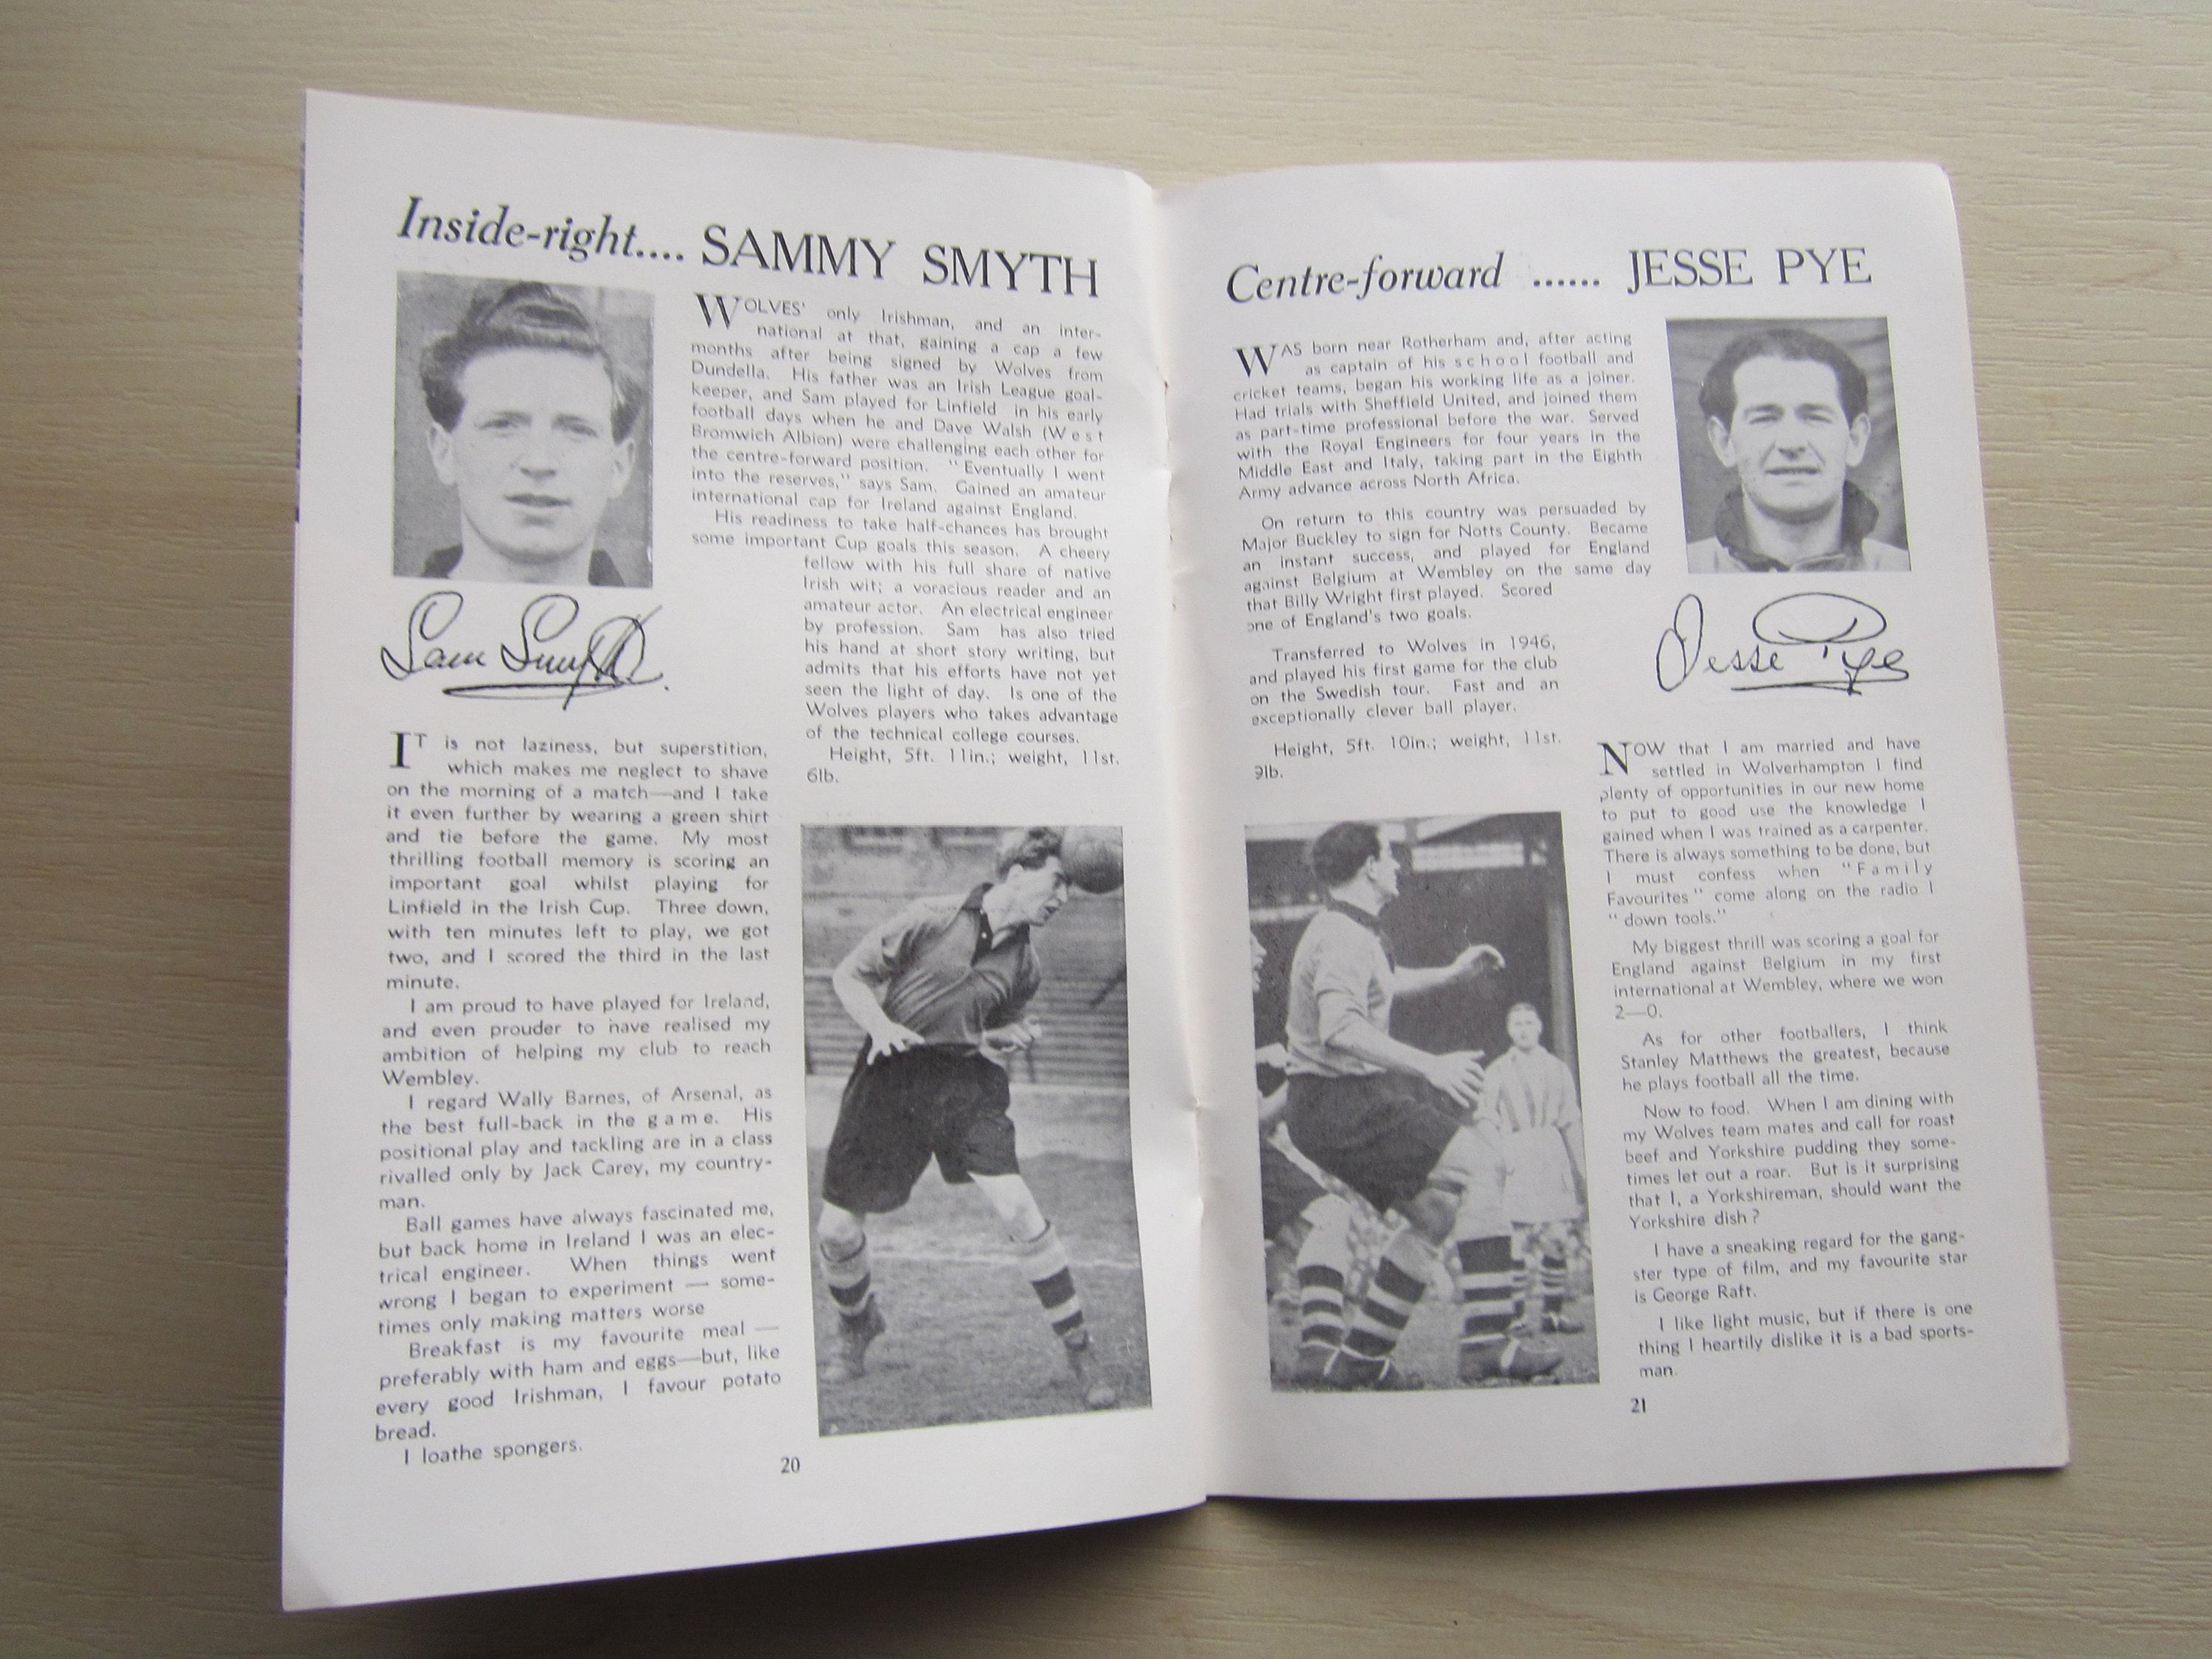 Inside-right.... SAMMY SMYTH
WOLVES' only Irishman, and an inter-
national at that, gaining a cap a few
months after being signed by Wolves from
Dundella. His father was an Irish League goal-
keeper, and Sam played for Linfield in his early
football days when he and Dave Walsh (West
Bromwich Albion) were challenging each other for
the centre-forward position. "Eventually I went
into the reserves," says Sam. Gained an amateur
international cap for Ireland against England.
His readiness to take half-chances has brought
some important Cup goals this season. A cheery
fellow with his full share of native
Irish wit; a voracious reader and an
amateur actor. An electrical engineer
by profession. Sam has also tried
his hand at short story writing, but
admits that his efforts have not yet
seen the light of day. Is one of the
Wolves players who takes advantage
of the technical college courses.
Height, 5ft. 11in.; weight, 11st.
6lb.
Sam Smyth.
IT is not laziness, but superstition,
which makes me neglect to shave
on the morning of a match—and I take
it even further by wearing a green shirt
and tie before the game. My most
thrilling football memory is scoring an
important goal whilst playing for
Linfield in the Irish Cup. Three down,
with ten minutes left to play, we got
two, and I scored the third in the last
minute.
I am proud to have played for Ireland,
and even prouder to have realised my
ambition of helping my club to reach
Wembley.
I regard Wally Barnes, of Arsenal, as
the best full-back in the game. His
positional play and tackling are in a class
rivalled only by Jack Carey, my country-
man.
Ball games have always fascinated me,
but back home in Ireland I was an elec-
trical engineer. When things went
wrong I began to experiment — some-
times only making matters worse
Breakfast is my favourite meal —
preferably with ham and eggs—but, like
every good Irishman, I favour potato
bread.
I loathe spongers.
20
Centre-forward ...... JESSE PYE
WAS born near Rotherham and, after acting
as captain of his school football and
cricket teams, began his working life as a joiner.
Had trials with Sheffield United, and joined them
as part-time professional before the war. Served
with the Royal Engineers for four years in the
Middle East and Italy, taking part in the Eighth
Army advance across North Africa.
On return to this country was persuaded by
Major Buckley to sign for Notts County. Became
an instant success, and played for England
against Belgium at Wembley on the same day
that Billy Wright first played. Scored
one of England's two goals.
Transferred to Wolves in 1946,
and played his first game for the club
on the Swedish tour. Fast and an
exceptionally clever ball player.
Height, 5ft. 10in.; weight, 11st.
9lb.
Jesse Pye
NOW that I am married and have
settled in Wolverhampton I find
plenty of opportunities in our new home
to put to good use the knowledge I
gained when I was trained as a carpenter.
There is always something to be done, but
I must confess when "Family
Favourites" come along on the radio I
"down tools."
My biggest thrill was scoring a goal for
England against Belgium in my first
international at Wembley, where we won
2—0.
As for other footballers, I think
Stanley Matthews the greatest, because
he plays football all the time.
Now to food. When I am dining with
my Wolves team mates and call for roast
beef and Yorkshire pudding they some-
times let out a roar. But is it surprising
that I, a Yorkshireman, should want the
Yorkshire dish?
I have a sneaking regard for the gang-
ster type of film, and my favourite star
is George Raft.
I like light music, but if there is one
thing I heartily dislike it is a bad sports-
man.
21